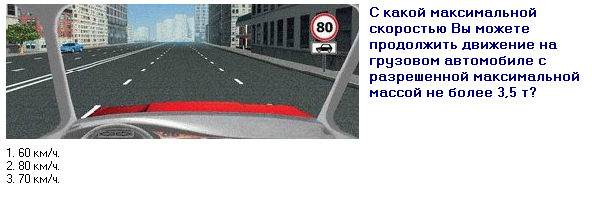 80
С какой максимальной
скоростью Вы можете
продолжить движение на
грузовом автомобиле с
разрешенной максимальной
массой не более 3,5 т?
1. 60 км/ч.
2. 80 км/ч.
3. 70 км/ч.